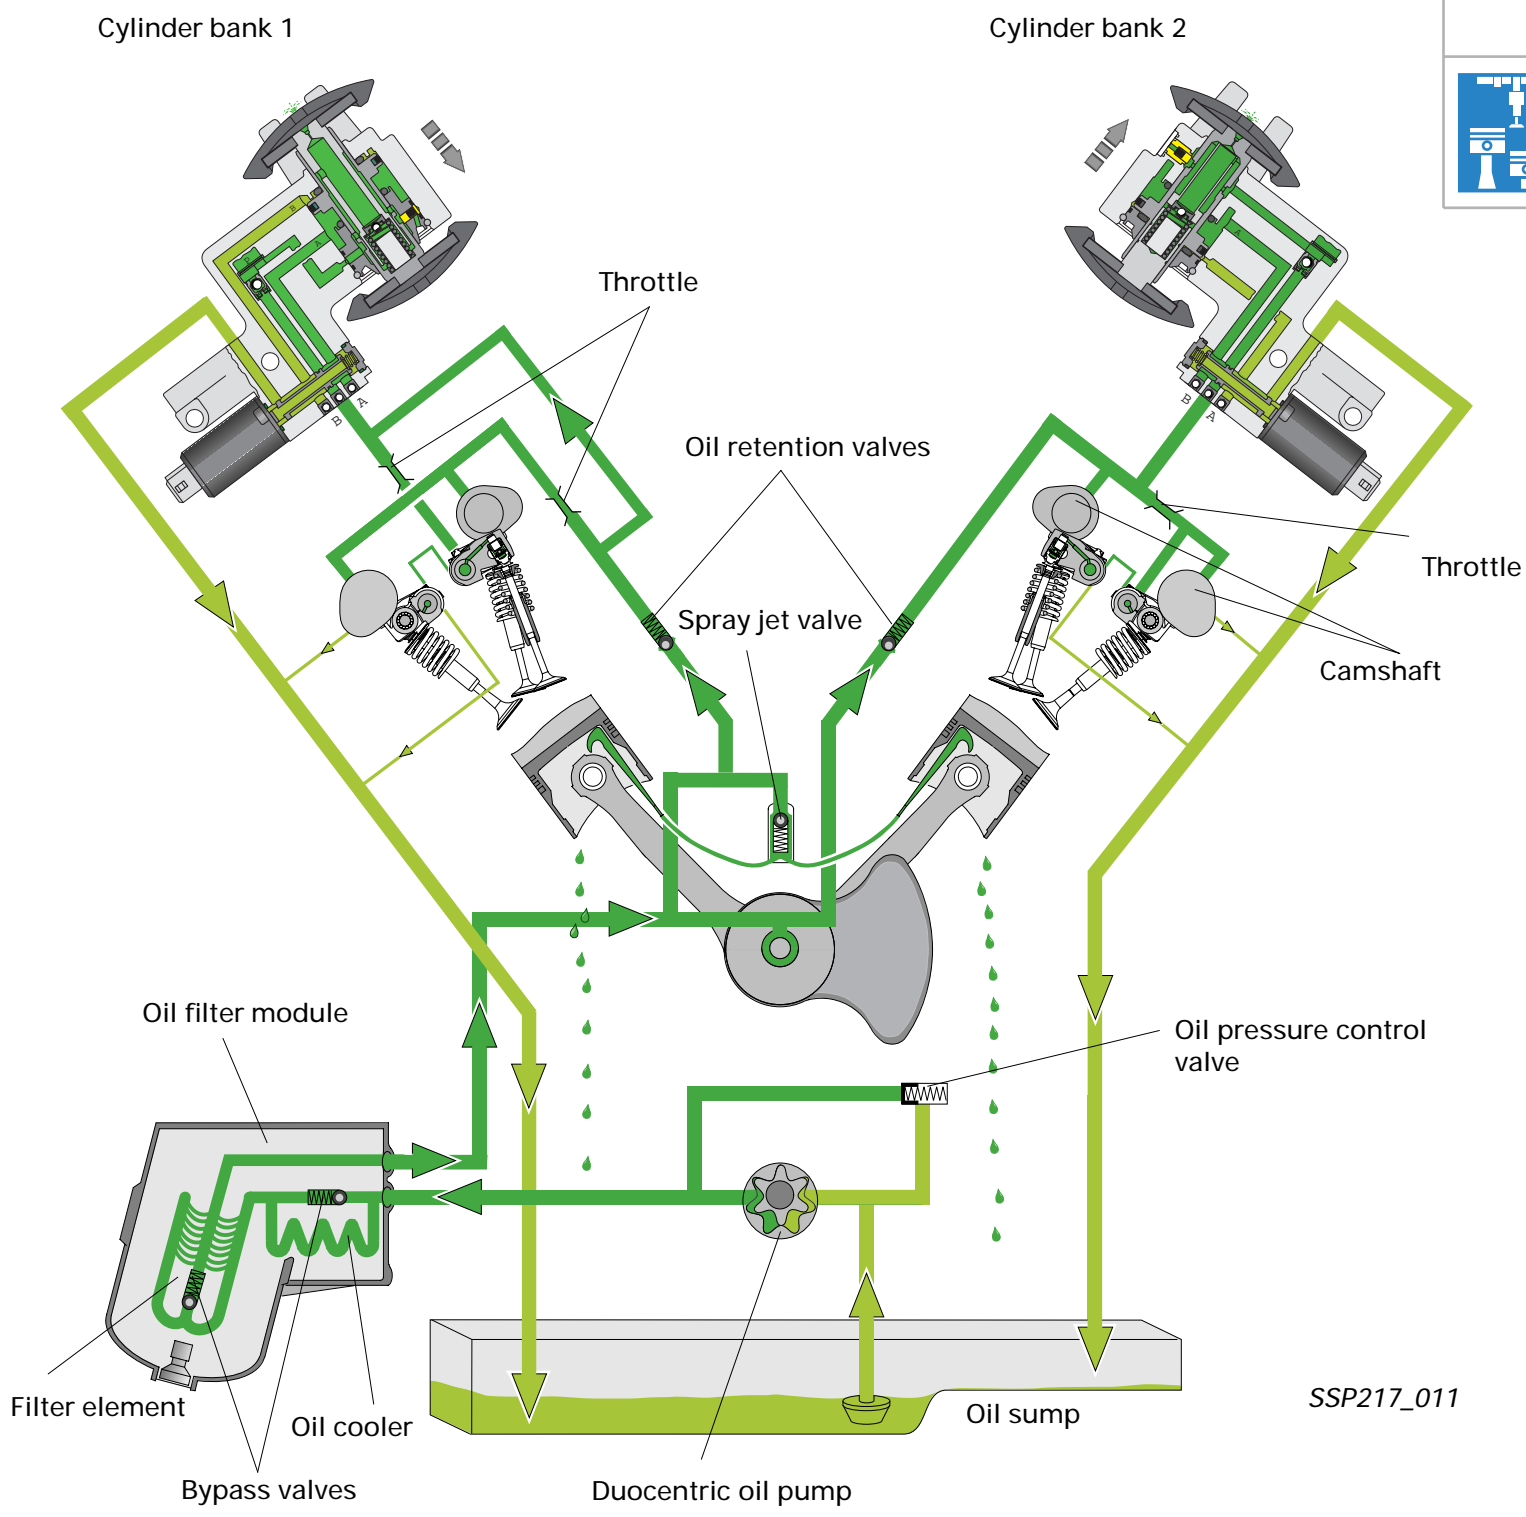 Cylinder bank 1
Cylinder bank 2
Throttle
Oil retention valves
Throttle
Spray jet valve
Camshaft
Oil filter module
Oil pressure control
valve
Filter element
Oil cooler
Bypass valves
Oil sump
Duocentric oil pump
SSP217_011
B
A
P
B
A
A
B
A